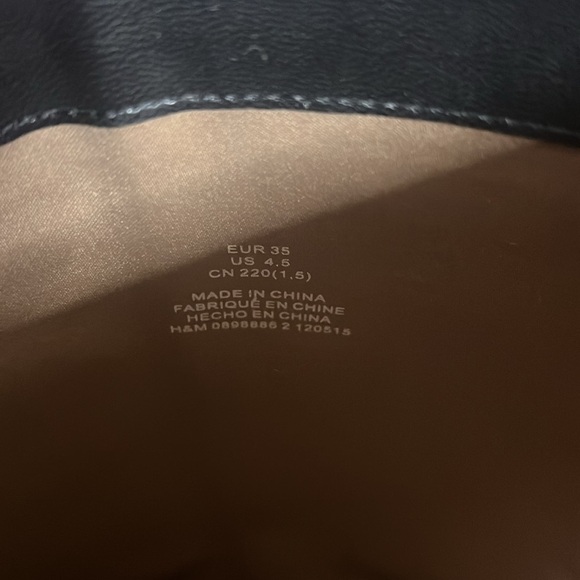 EUR 35
US 4.5
CN 220(1,5)
MADE IN CHINA
FABRIQUÉ EN CHINE
HECHO EN CHINA
H&M 0898886 2 120515